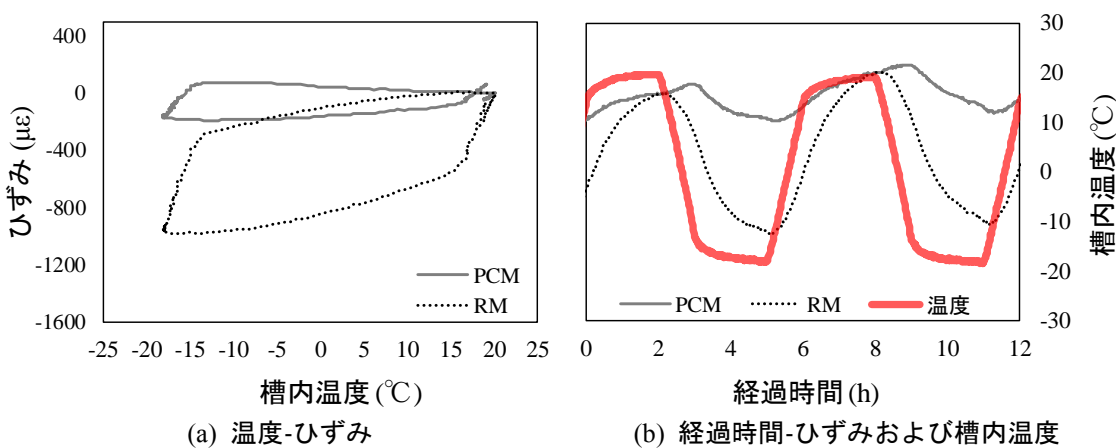 400
0
-400
-800
-1200
-1600
ひずみ (με)
PCM
RM
-25 -20 -15 -10 -5 0 5 10 15 20 25
槽内温度 (℃)
(a) 温度-ひずみ
30
20
10
0
-10
-20
-30
槽内温度 (℃)
PCM RM 温度
0 2 4 6 8 10 12
経過時間 (h)
(b) 経過時間-ひずみおよび槽内温度